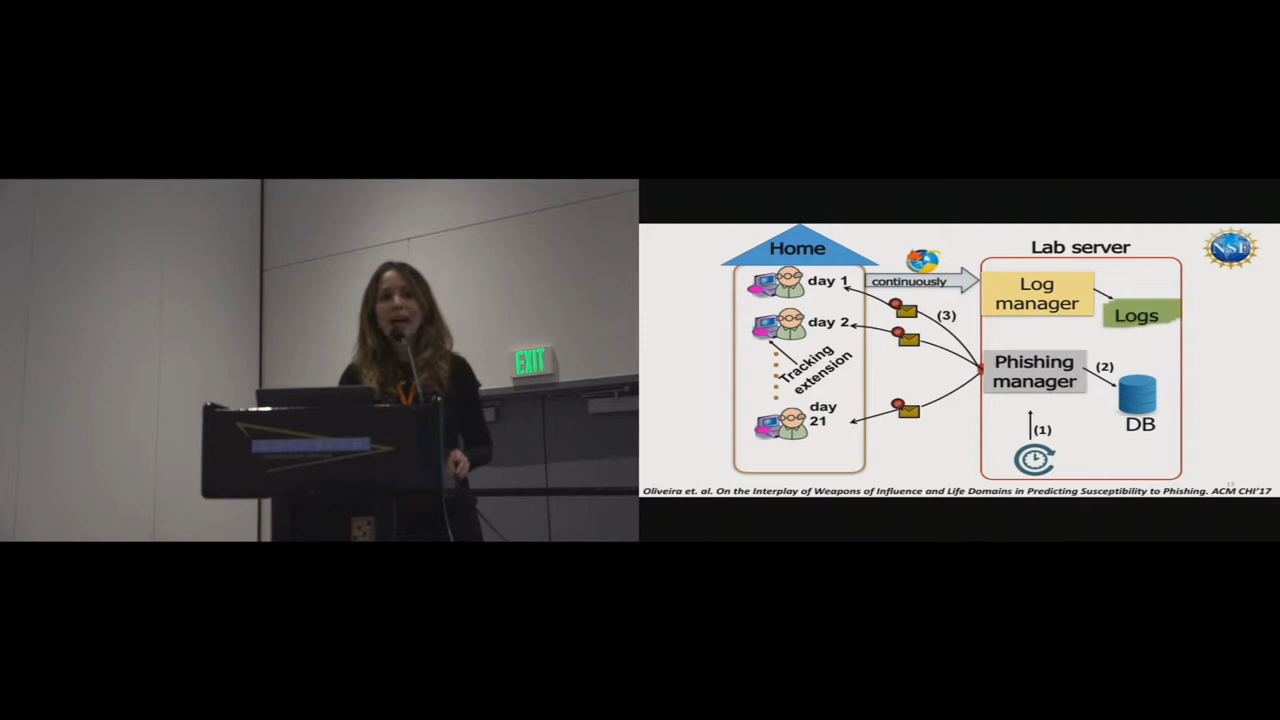 EXIT
Home
Lab server
NSF
day 1
continuously
Log
manager
(3)
Logs
day 2
Tracking
extension
Phishing
manager
(2)
day
21
DB
(1)
13
Oliveira et. al. On the Interplay of Weapons of Influence and Life Domains in Predicting Susceptibility to Phishing. ACM CHI'17